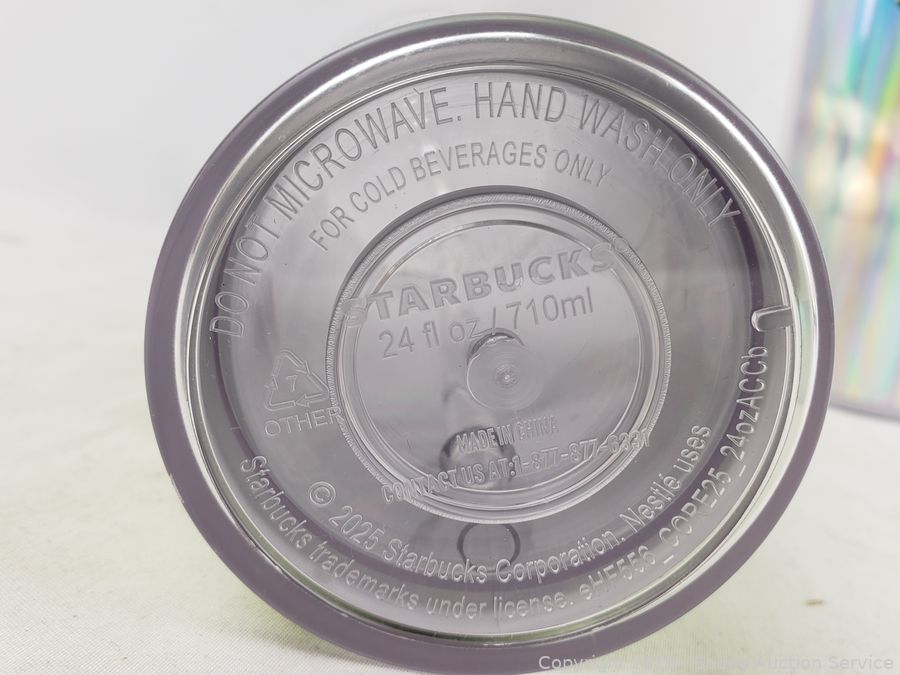 DO NOT MICROWAVE. HAND WASH ONLY
FOR COLD BEVERAGES ONLY
STARBUCKS
24 fl oz / 710ml
7
OTHER
MADE IN CHINA
CONTACT US AT:1-877-877-6331
© 2025 Starbucks Corporation. Nestlé uses
Starbucks trademarks under license. eHF556_CORE25_24ozACCb
Auction Service